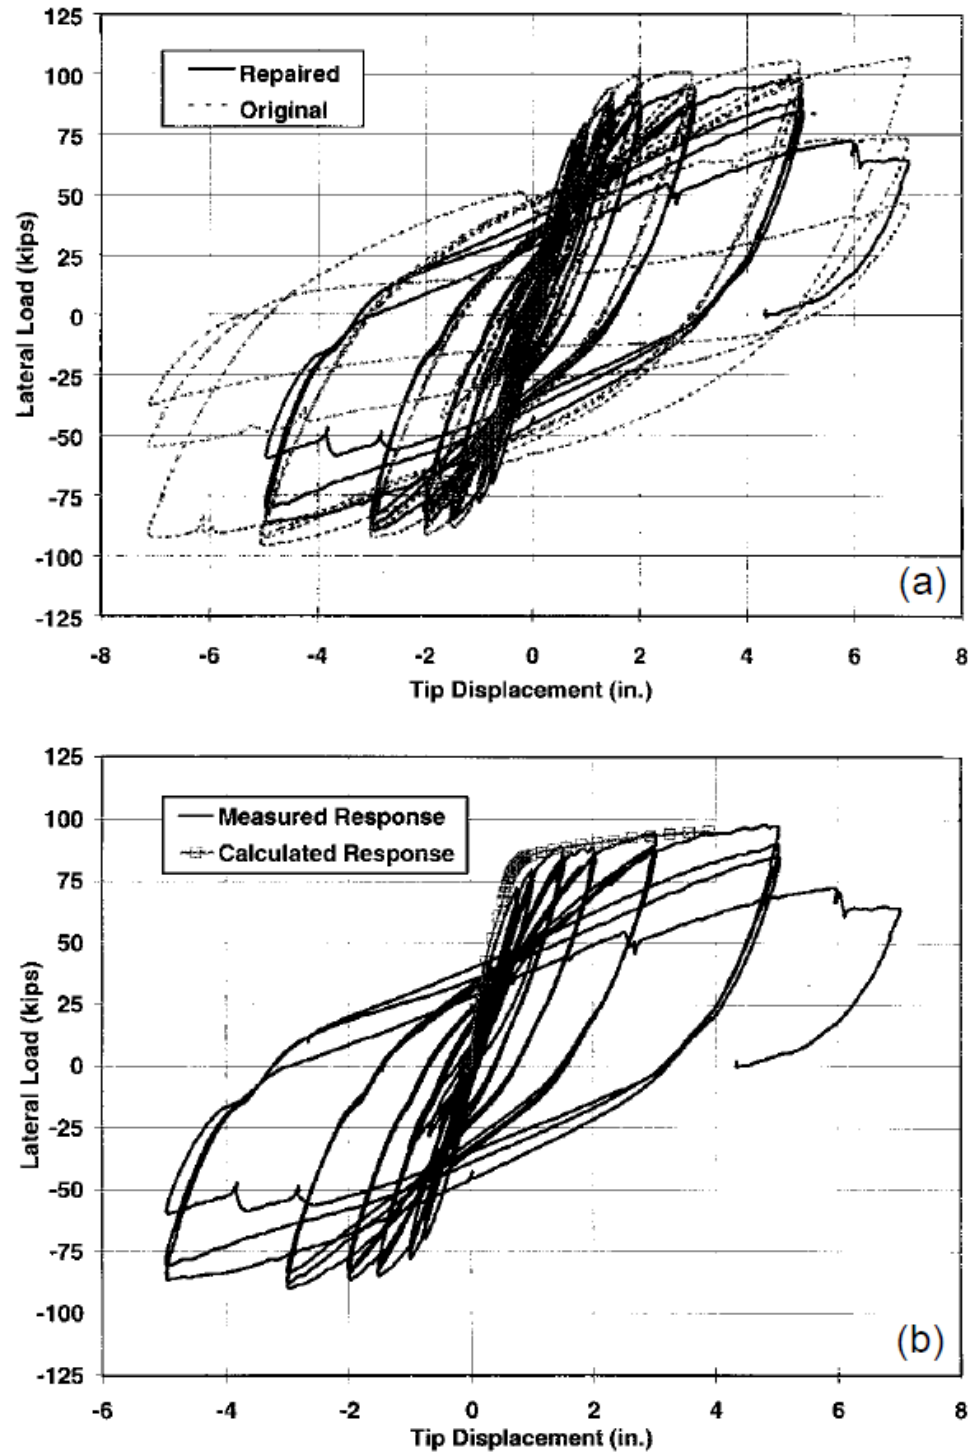 125
100
75
50
25
0
-25
-50
-75
-100
-125
Lateral Load (kips)
Repaired
Original
(a)
-8 -6 -4 -2 0 2 4 6 8
Tip Displacement (in.)
125
100
75
50
25
0
-25
-50
-75
-100
-125
Lateral Load (kips)
Measured Response
Calculated Response
(b)
-6 -4 -2 0 2 4 6 8
Tip Displacement (in.)